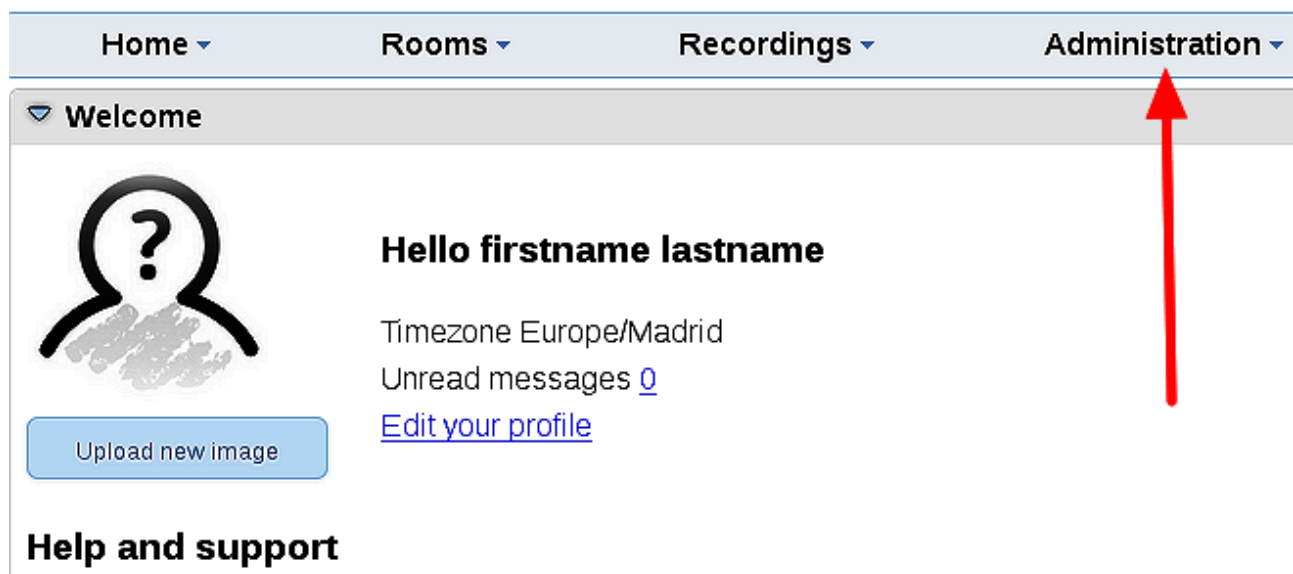 Home Rooms Recordings Administration
Welcome
?
Hello firstname lastname
Timezone Europe/Madrid
Unread messages 0
Edit your profile
Upload new image
Help and support